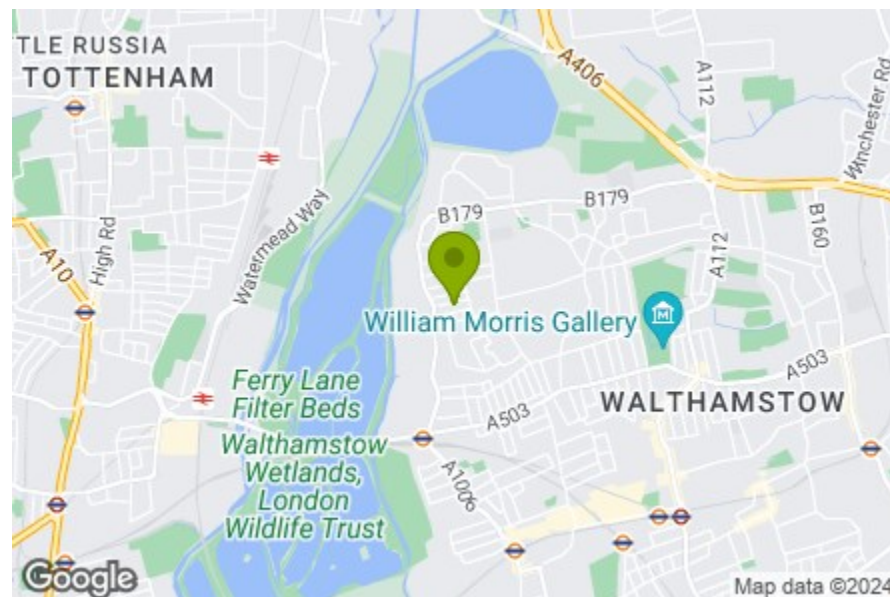 TLE RUSSIA
TOTTENHAM
A406
A112
Winchester Rd
High Rd
A10
Watermead Way
B179
B179
A112
B160
William Morris Gallery
M
Ferry Lane
Filter Beds
A503
A503
WALTHAMSTOW
Walthamstow
Wetlands,
London
Wildlife Trust
A1006
Google
Map data ©2024